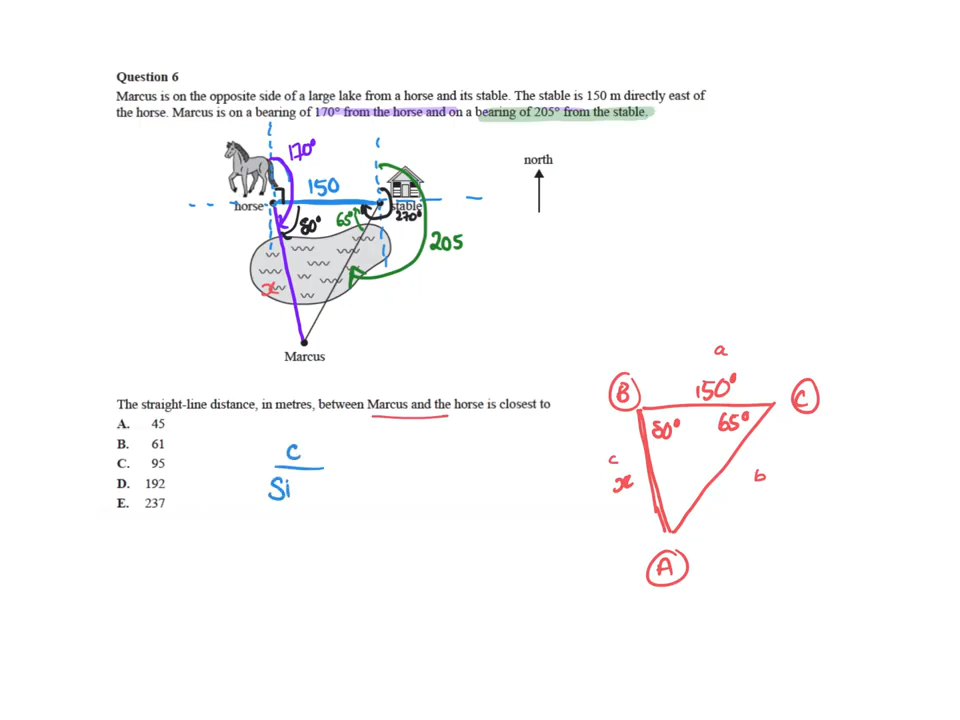 Question 6
Marcus is on the opposite side of a large lake from a horse and its stable. The stable is 150 m directly east of
the horse. Marcus is on a bearing of 170° from the horse and on a bearing of 205° from the stable.
170°
north
150
horse
stable
80°
65°
270°
205
x
Marcus
a
B
150°
C
The straight-line distance, in metres, between Marcus and the horse is closest to
A. 45
B. 61
C. 95
D. 192
E. 237
80°
65°
c
x
b
c
Si
A